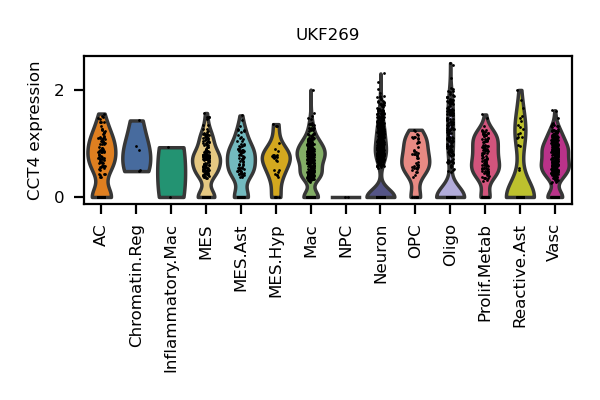 UKF269
CCT4 expression
2
0
AC
Chromatin.Reg
Inflammatory.Mac
MES
MES.Ast
MES.Hyp
Mac
NPC
Neuron
OPC
Oligo
Prolif.Metab
Reactive.Ast
Vasc